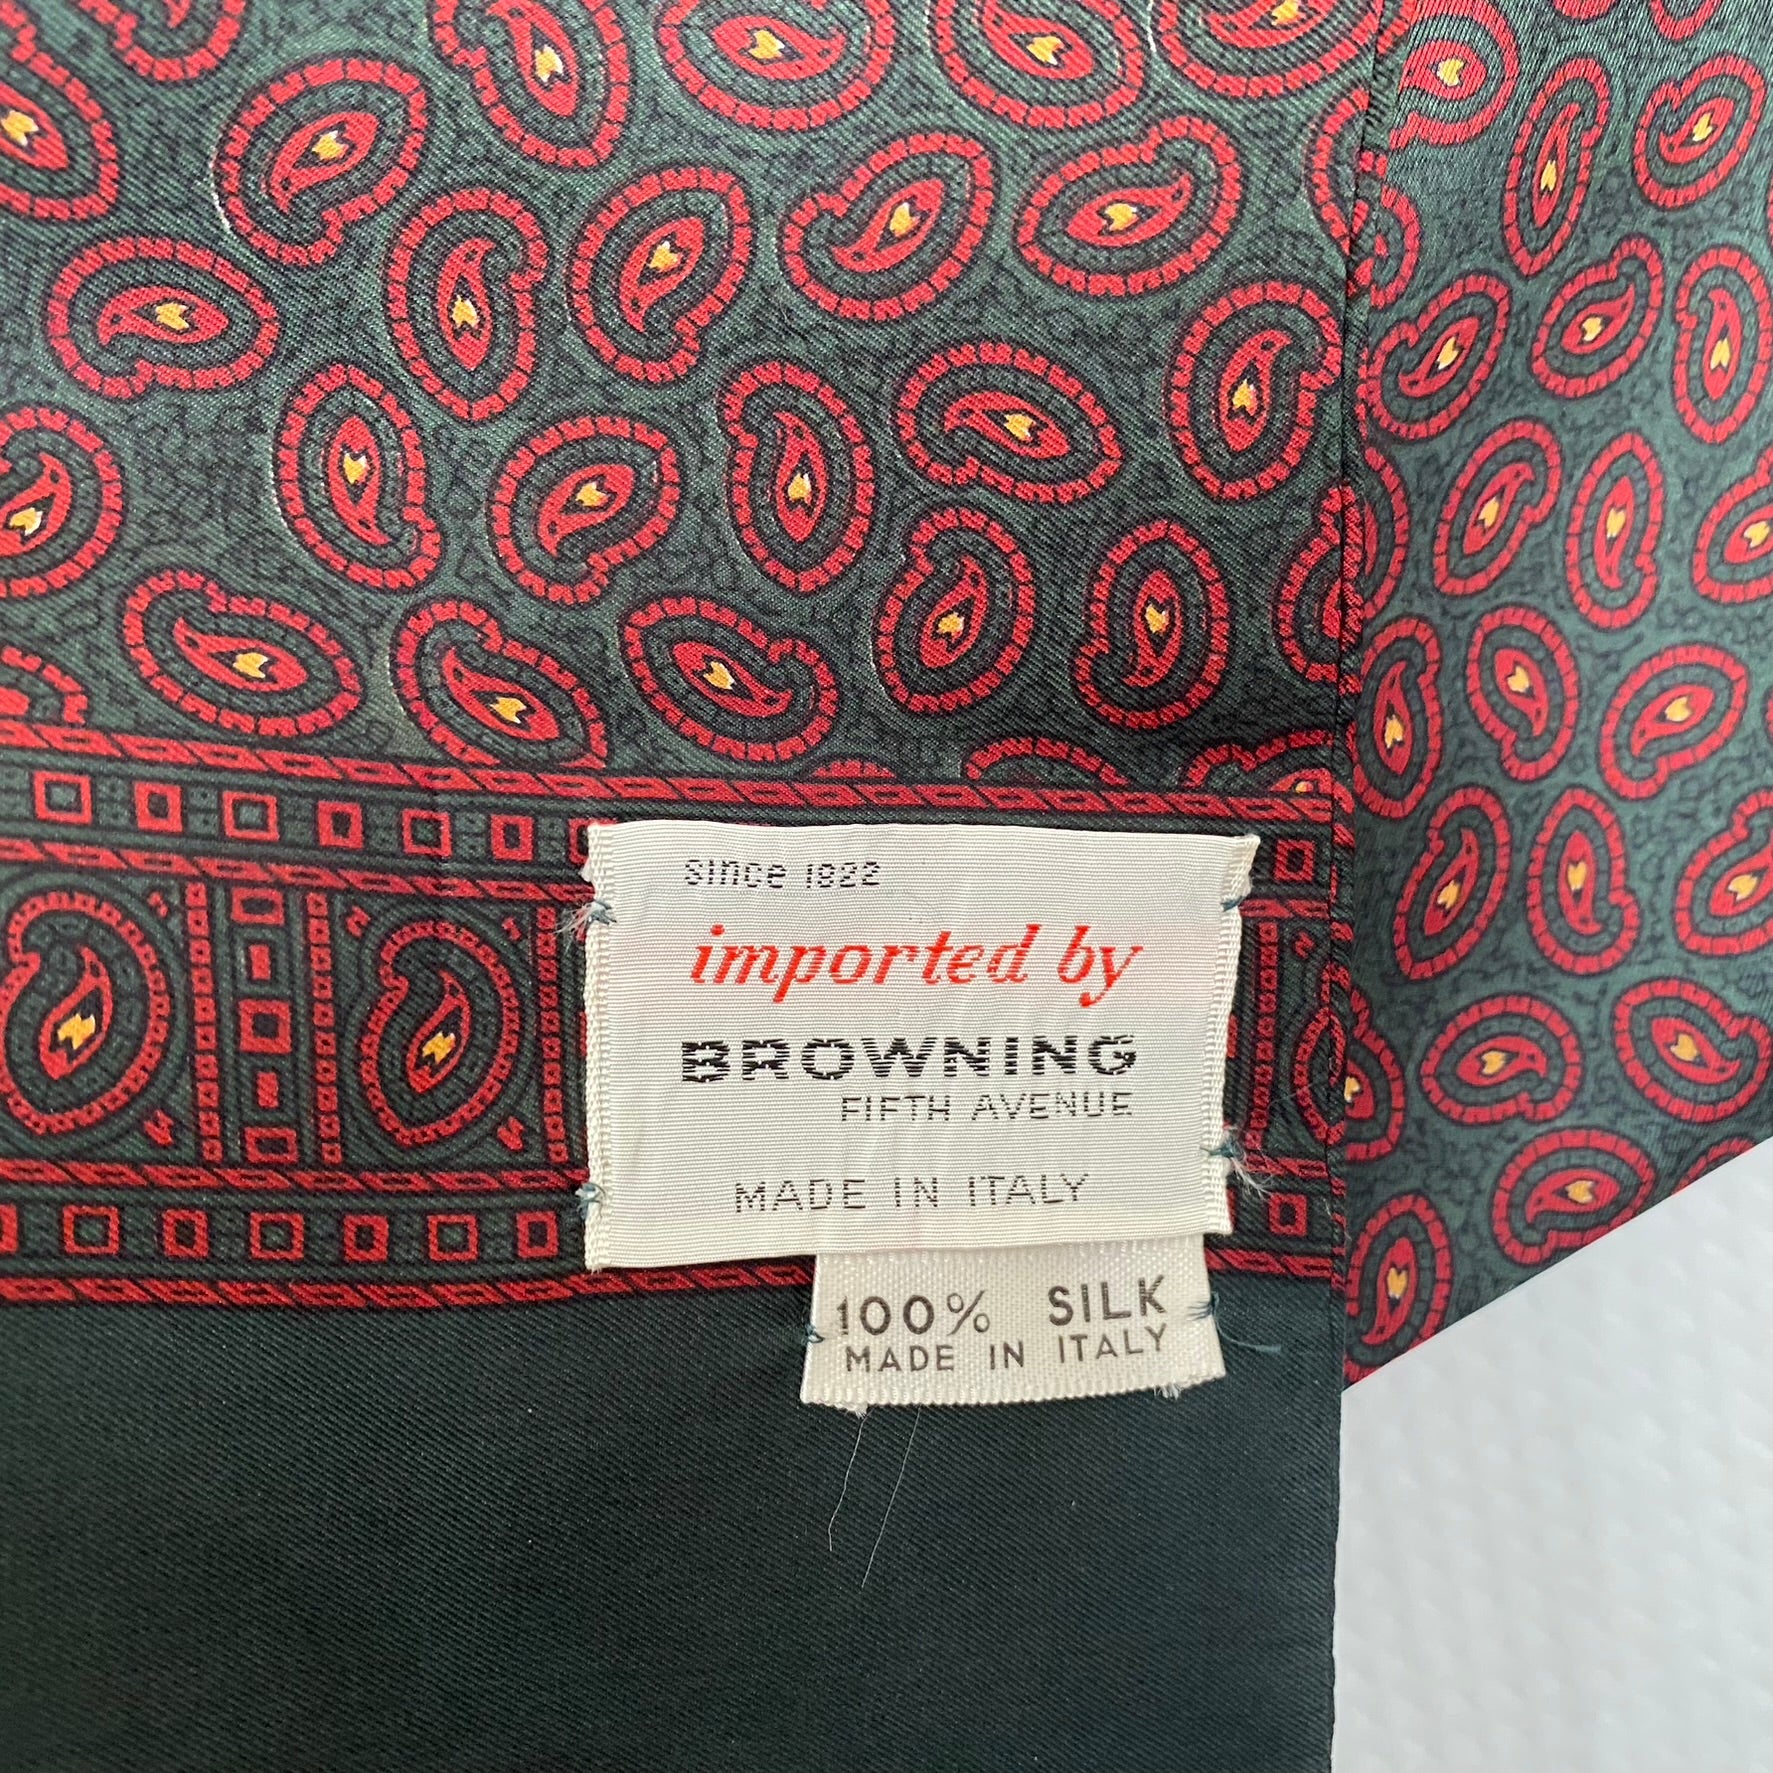 since 1822
imported by
BROWNING
FIFTH AVENUE
MADE IN ITALY
100% SILK
MADE IN ITALY